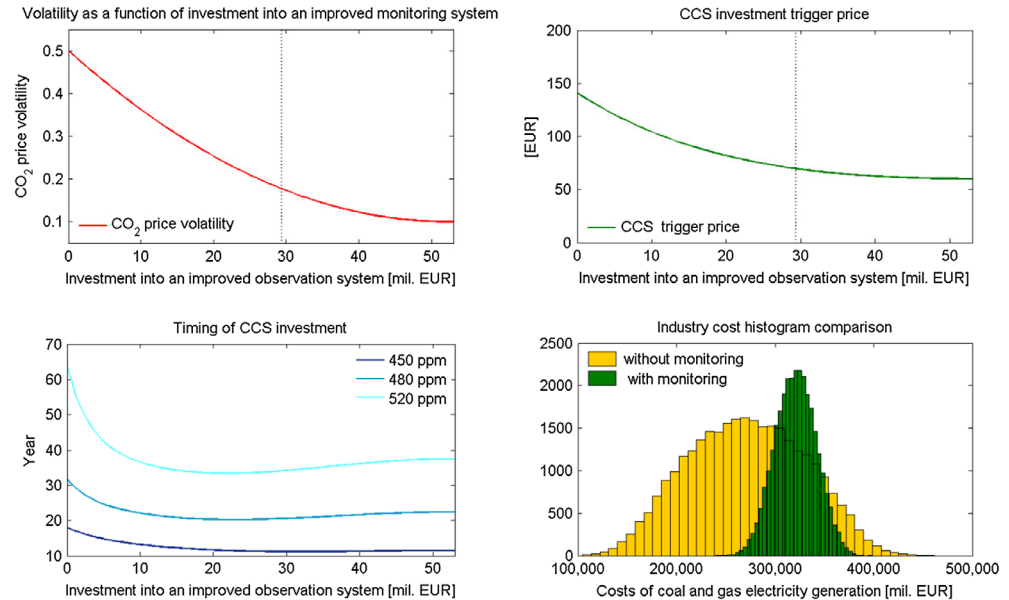 Volatility as a function of investment into an improved monitoring system
0.5
0.4
0.3
0.2
0.1
CO2 price volatility
CO2 price volatility
0 10 20 30 40 50
Investment into an improved observation system [mil. EUR]
CCS investment trigger price
200
150
100
50
0
[EUR]
CCS trigger price
0 10 20 30 40 50
Investment into an improved observation system [mil. EUR]
Timing of CCS investment
70
60
50
40
30
20
10
Year
450 ppm
480 ppm
520 ppm
0 10 20 30 40 50
Investment into an improved observation system [mil. EUR]
Industry cost histogram comparison
2500
2000
1500
1000
500
0
without monitoring
with monitoring
100,000 200,000 300,000 400,000 500,000
Costs of coal and gas electricity generation [mil. EUR]